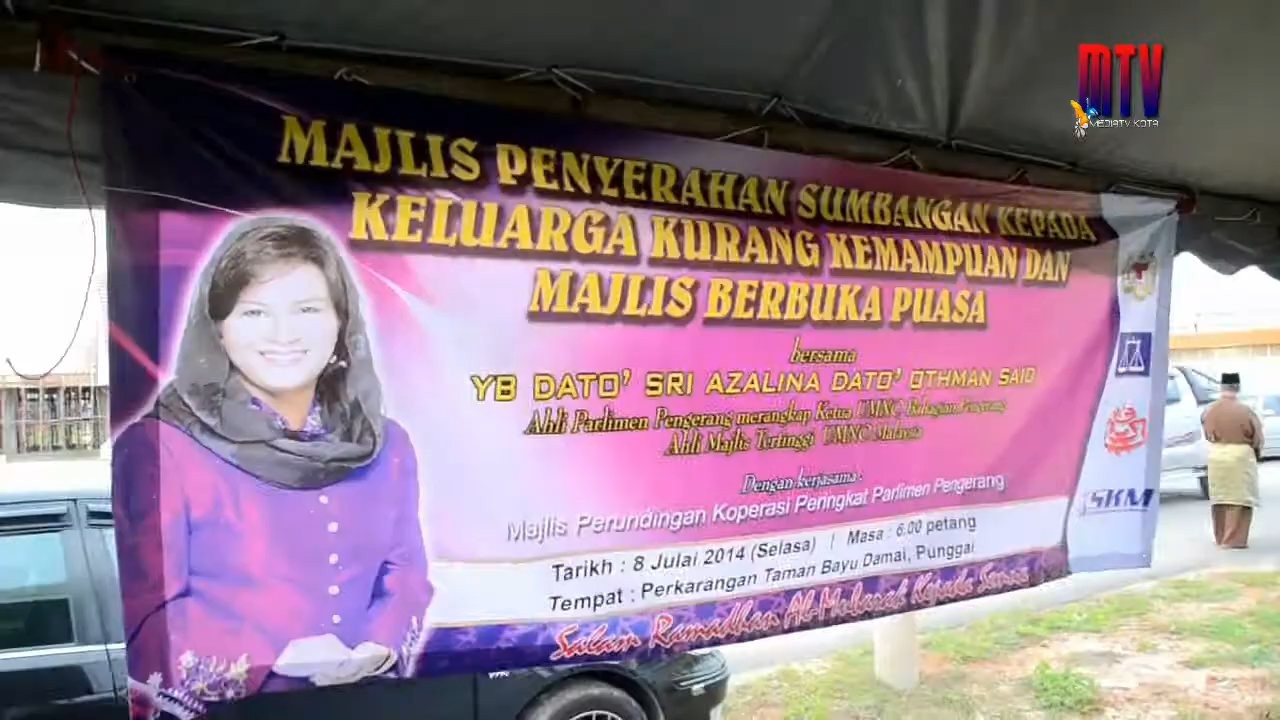 MTV
MEDIATV KOTA
MAJLIS PENYERAHAN SUMBANGAN KEPADA
KELUARGA KURANG KEMAMPUAN DAN
MAJLIS BERBUKA PUASA
bersama
YB DATO' SRI AZALINA DATO' OTHMAN SAID
Ahli Parlimen Pengerang merangkap Ketua UMNO Bahagian Pengerang
Ahli Majlis Tertinggi UMNO Malaysia
Dengan kerjasama :
Majlis Perundingan Koperasi Peringkat Parlimen Pengerang
Tarikh : 8 Julai 2014 (Selasa) | Masa : 6.00 petang
Tempat : Perkarangan Taman Bayu Damai, Punggai
Salam Ramadhan Al-Mubarak Kepada Semua
SKM